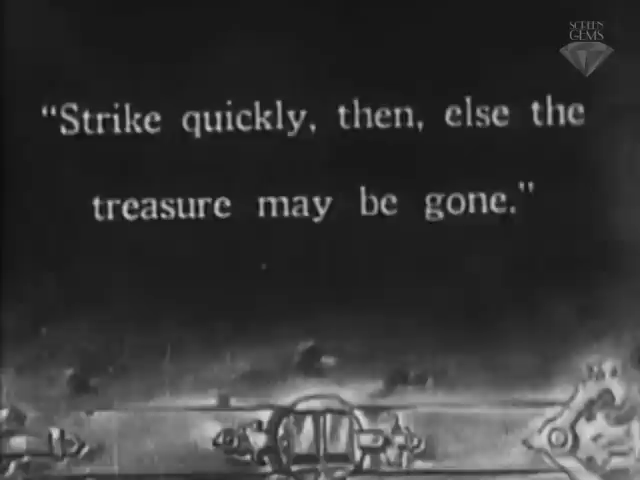 SCREEN
GEMS
"Strike quickly, then, else the
treasure may be gone."